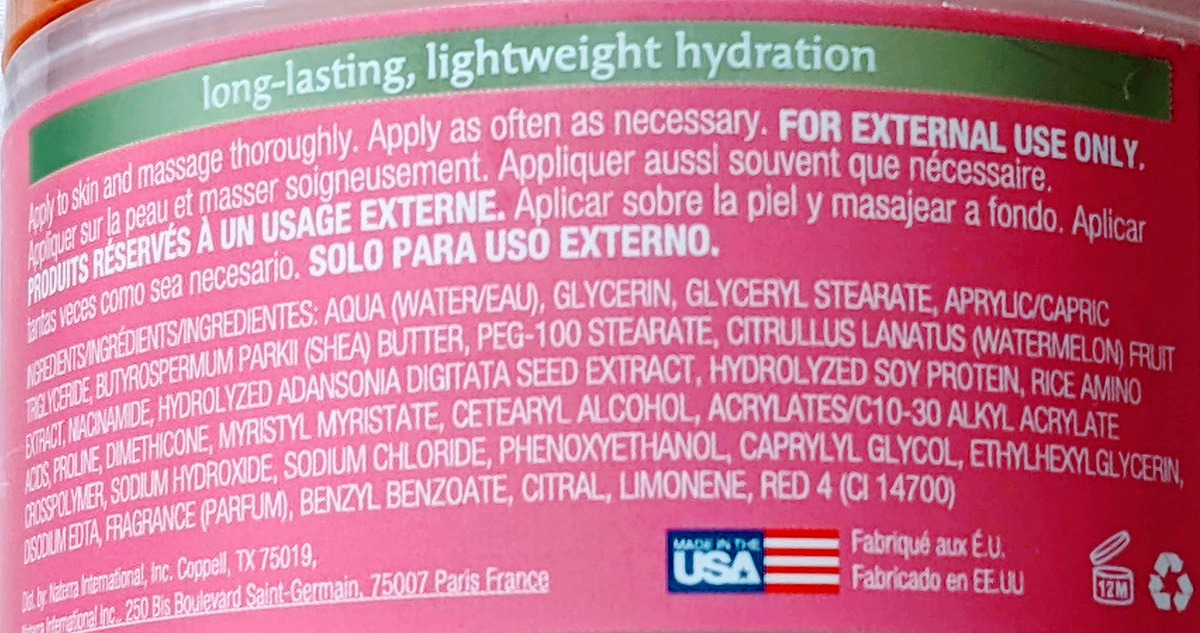 long-lasting, lightweight hydration
Apply to skin and massage thoroughly. Apply as often as necessary. FOR EXTERNAL USE ONLY.
Appliquer sur la peau et masser soigneusement. Appliquer aussi souvent que nécessaire.
PRODUITS RÉSERVÉS À UN USAGE EXTERNE. Aplicar sobre la piel y masajear a fondo. Aplicar
tantas veces como sea necesario. SOLO PARA USO EXTERNO.
INGREDIENTS/INGRÉDIENTS/INGREDIENTES: AQUA (WATER/EAU), GLYCERIN, GLYCERYL STEARATE, APRYLIC/CAPRIC
TRIGLYCERIDE, BUTYROSPERMUM PARKII (SHEA) BUTTER, PEG-100 STEARATE, CITRULLUS LANATUS (WATERMELON) FRUIT
EXTRACT, NIACINAMIDE, HYDROLYZED ADANSONIA DIGITATA SEED EXTRACT, HYDROLYZED SOY PROTEIN, RICE AMINO
ACIDS, PROLINE, DIMETHICONE, MYRISTYL MYRISTATE, CETEARYL ALCOHOL, ACRYLATES/C10-30 ALKYL ACRYLATE
CROSSPOLYMER, SODIUM HYDROXIDE, SODIUM CHLORIDE, PHENOXYETHANOL, CAPRYLYL GLYCOL, ETHYLHEXYLGLYCERIN,
DISODIUM EDTA, FRAGRANCE (PARFUM), BENZYL BENZOATE, CITRAL, LIMONENE, RED 4 (CI 14700)
Dist. by: Naterra International, Inc. Coppell, TX 75019,
Naterra International Inc., 250 Bis Boulevard Saint-Germain, 75007 Paris France
MADE IN THE
USA
Fabriqué aux É.U.
Fabricado en EE.UU
12M